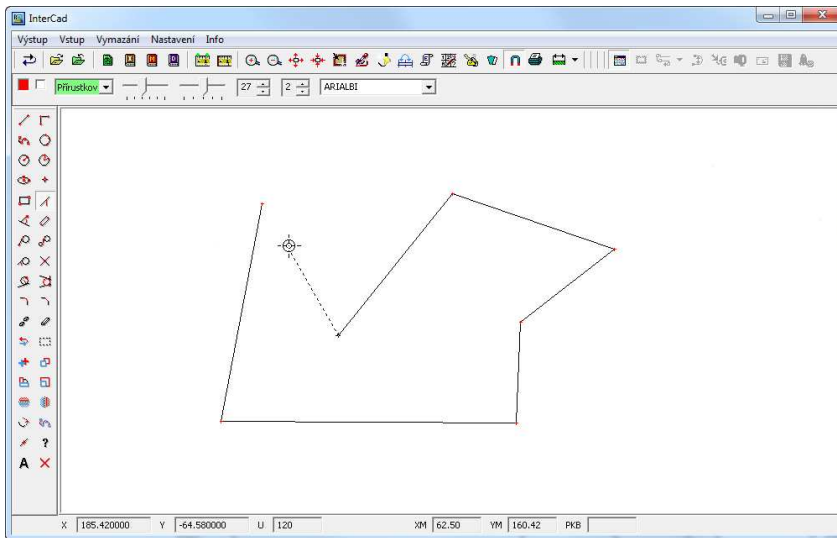 InterCad
Výstup Vstup Vymazání Nastavení Info
Přírustkov 27 2 ARIALBI
? 
A
X 185.420000 Y -64.580000 U 120 XM 62.50 YM 160.42 PKB